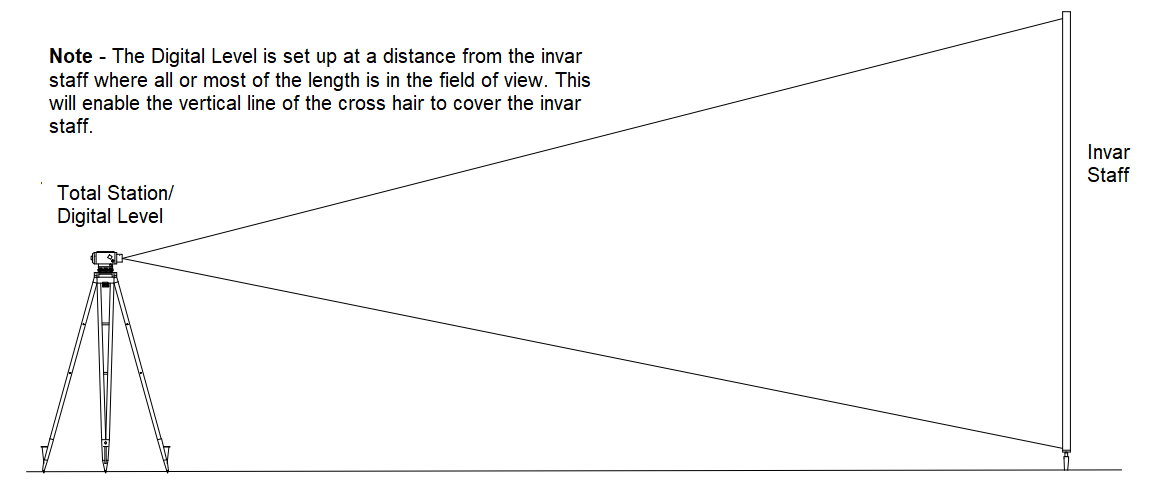 Note - The Digital Level is set up at a distance from the invar
staff where all or most of the length is in the field of view. This
will enable the vertical line of the cross hair to cover the invar
staff.
Invar
Staff
Total Station/
Digital Level